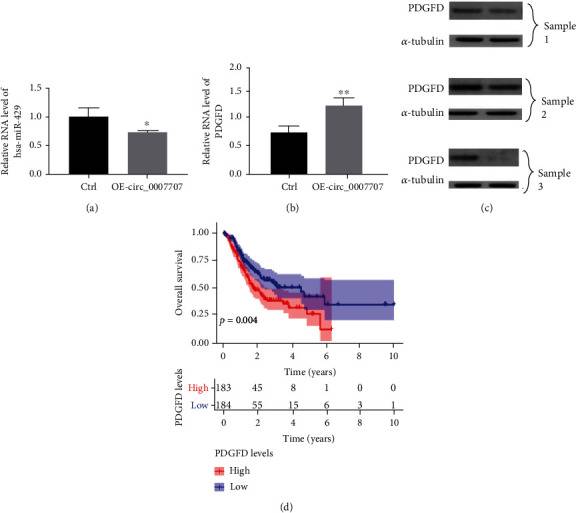 Relative RNA level of
hsa-miR-429
1.5
1.0
0.5
0.0
*
Ctrl
OE-circ_0007707
(a)
Relative RNA level of
PDGFD
2.0
1.5
1.0
0.5
0.0
**
Ctrl
OE-circ_0007707
(b)
PDGFD
α-tubulin
Sample
1
PDGFD
α-tubulin
Sample
2
PDGFD
α-tubulin
Sample
3
(c)
Overall survival
1.00
0.75
0.50
0.25
0.00
p = 0.004
0 2 4 6 8 10
Time (years)
PDGFD levels
High 183 45 8 1 0 0
Low 184 55 15 6 3 1
0 2 4 6 8 10
Time (years)
PDGFD levels
High
Low
(d)